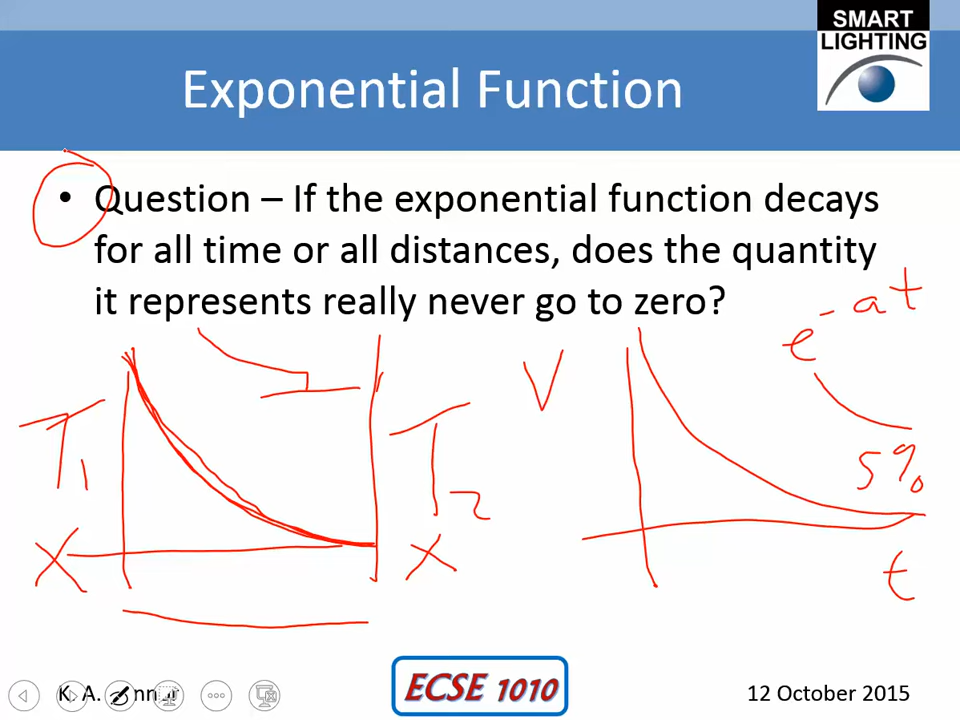 SMART
LIGHTING
Exponential Function
• Question – If the exponential function decays
for all time or all distances, does the quantity
it represents really never go to zero?
e^-at
V
T1
T2
5%
X
X
t
K. A.
ECSE 1010
12 October 2015